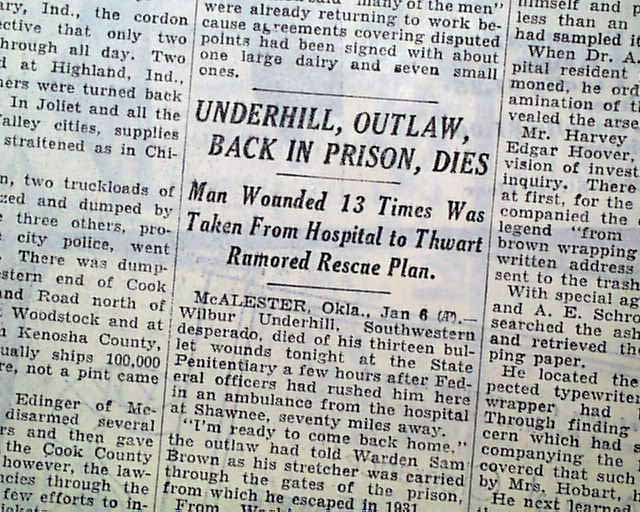 ary, Ind., the cordon
ective that only two
through all day. Two
d at Highland, Ind.,
hers were turned back
In Joliet and all the
alley cities, supplies
straitened as in Chi-
n, two truckloads of
zed and dumped by
three others, pro-
city police, went
There was dump-
stern end of Cook
and Road north of
Woodstock and at
Kenosha County,
ually ships 100,000
re, not a pint came
Edinger of Mc-
disarmed several
rs and then gave
the Cook County
however, the law-
ncies through the
few efforts to in-
"many of the men"
were already returning to work be-
cause agreements covering disputed
points had been signed with about
one large dairy and seven small
ones.
UNDERHILL, OUTLAW,
BACK IN PRISON, DIES
Man Wounded 13 Times Was
Taken From Hospital to Thwart
Rumored Rescue Plan.
McALESTER, Okla., Jan 6 (AP).—
Wilbur Underhill, Southwestern
desperado, died of his thirteen bul-
let wounds tonight at the State
Penitentiary a few hours after Fed-
eral officers had rushed him here
in an ambulance from the hospital
at Shawnee, seventy miles away.
"I'm ready to come back home,"
the outlaw had told Warden Sam
Brown as his stretcher was carried
through the gates of the prison,
from which he escaped in 1931.
himself and
less than an
had sampled it
When Dr. A.
pital resident
moned, he ord
amination of t
vealed the arse
Mr. Harvey
Edgar Hoover,
vision of invest
inquiry. There
at first, for the
companied the
legend "from
brown wrapping
written address
sent to the trash
With special ag
and A. E. Schro
searched the ash
and retrieved th
ping paper.
He located the
pected typewriter
wrapper had
Through finding
cern which had s
companying the
covered that such
by Mrs. Hobart, h
He next learned